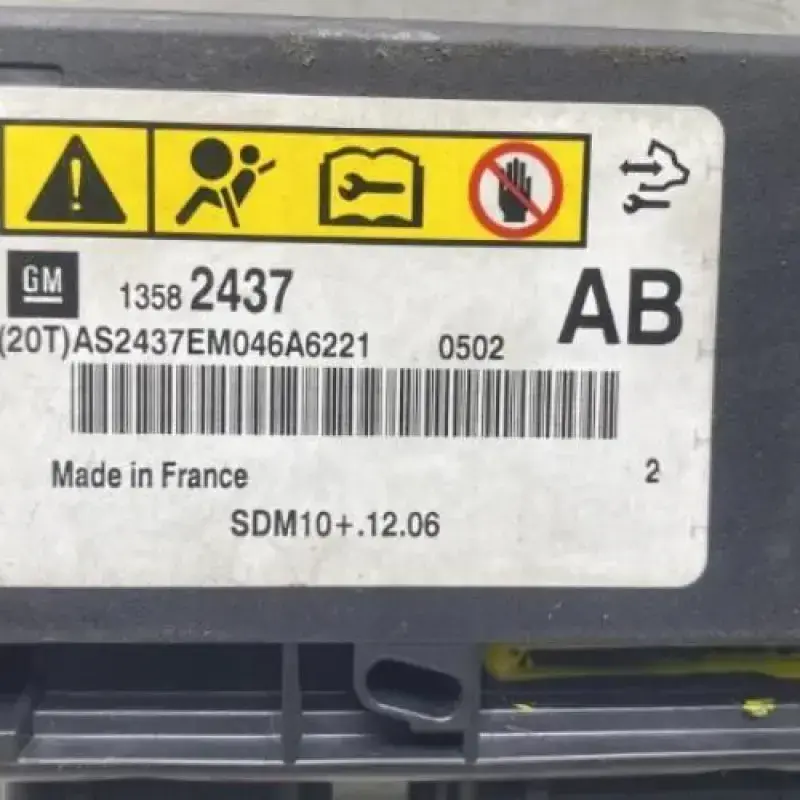 GM 1358 2437 AB
(20T)AS2437EM046A6221 0502
Made in France 2
SDM10+.12.06